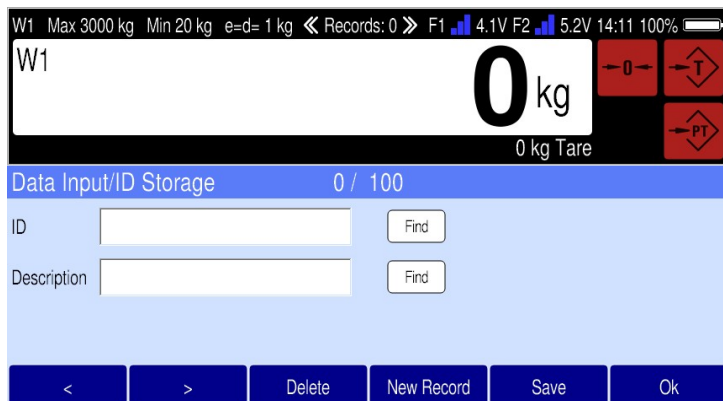 W1 Max 3000 kg Min 20 kg e=d= 1 kg ≪ Records: 0 ≫ F1 4.1V F2 5.2V 14:11 100%
W1
0 kg
→0←
→T
→PT
0 kg Tare
Data Input/ID Storage 0 / 100
ID Find
Description Find
< > Delete New Record Save Ok